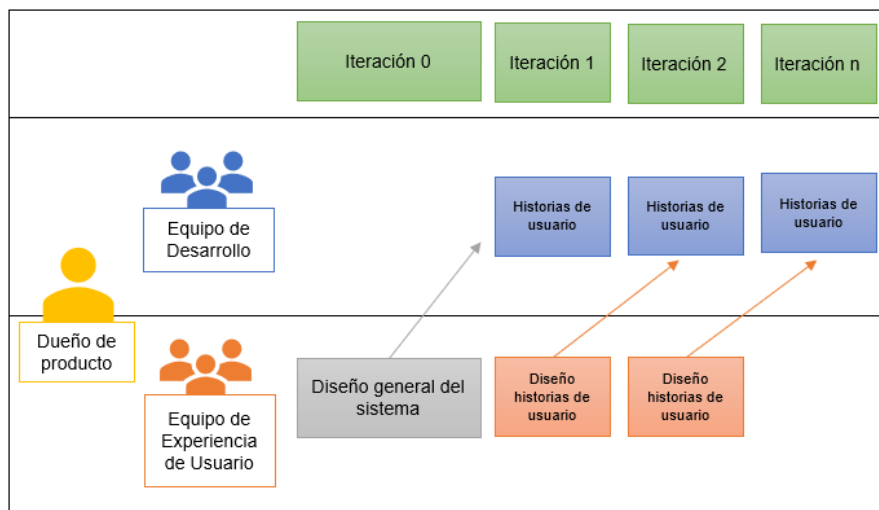 Iteración 0
Iteración 1
Iteración 2
Iteración n
Equipo de
Desarrollo
Historias de
usuario
Historias de
usuario
Historias de
usuario
Dueño de
producto
Equipo de
Experiencia
de Usuario
Diseño general del
sistema
Diseño
historias de
usuario
Diseño
historias de
usuario